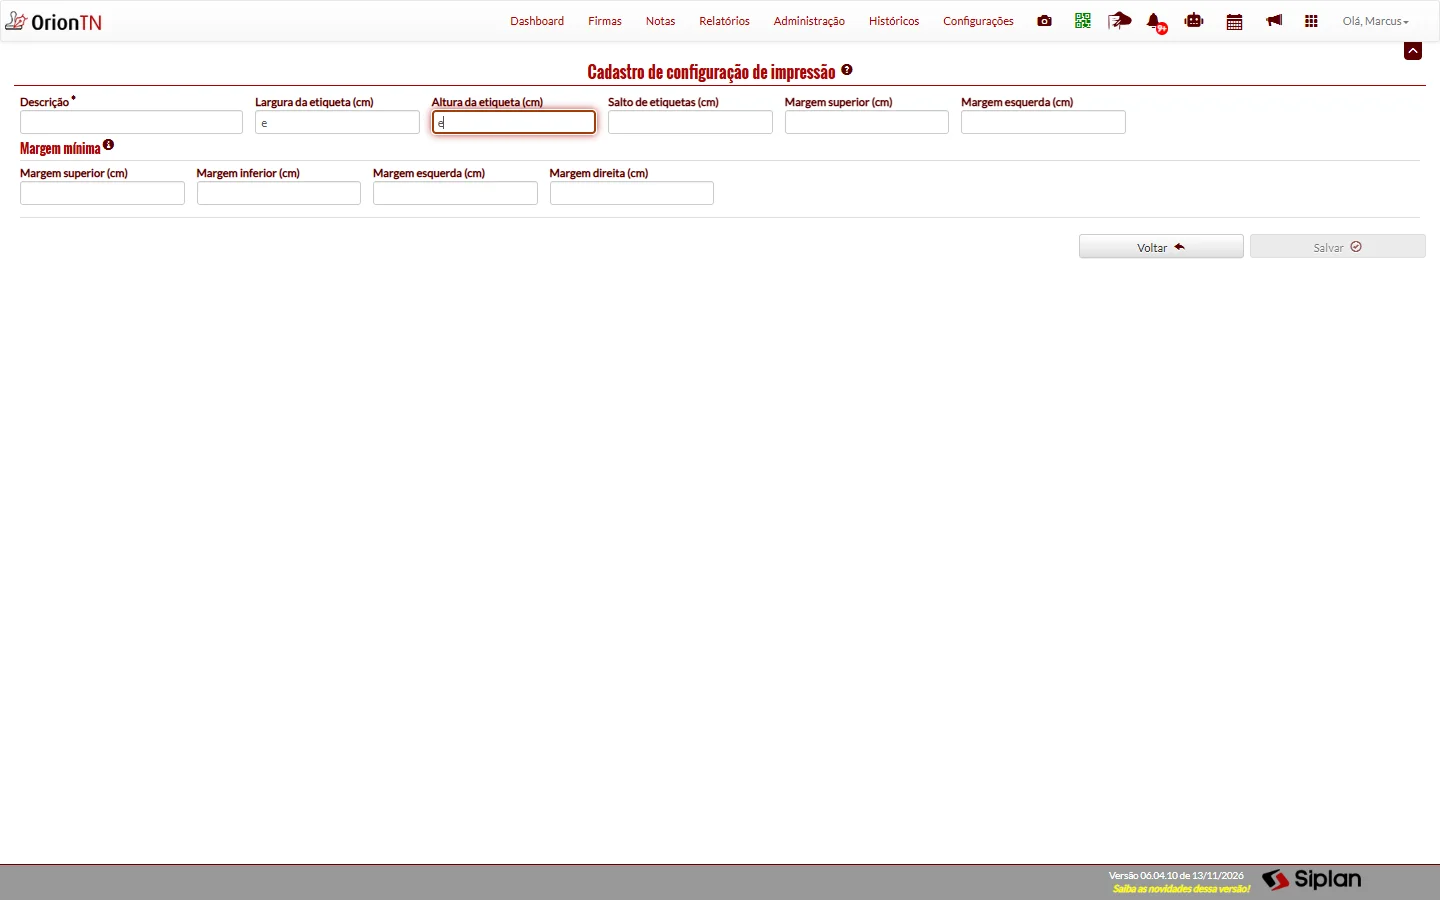 OrionTN Dashboard Firmas Notas Relatórios Administração Históricos Configurações 9+ Olá, Marcus
Cadastro de configuração de impressão
Descrição * Largura da etiqueta (cm) Altura da etiqueta (cm) Salto de etiquetas (cm) Margem superior (cm) Margem esquerda (cm)
e e
Margem mínima
Margem superior (cm) Margem inferior (cm) Margem esquerda (cm) Margem direita (cm)
Voltar Salvar
Versão 06.04.10 de 13/11/2026
Saiba as novidades dessa versão!
Siplan